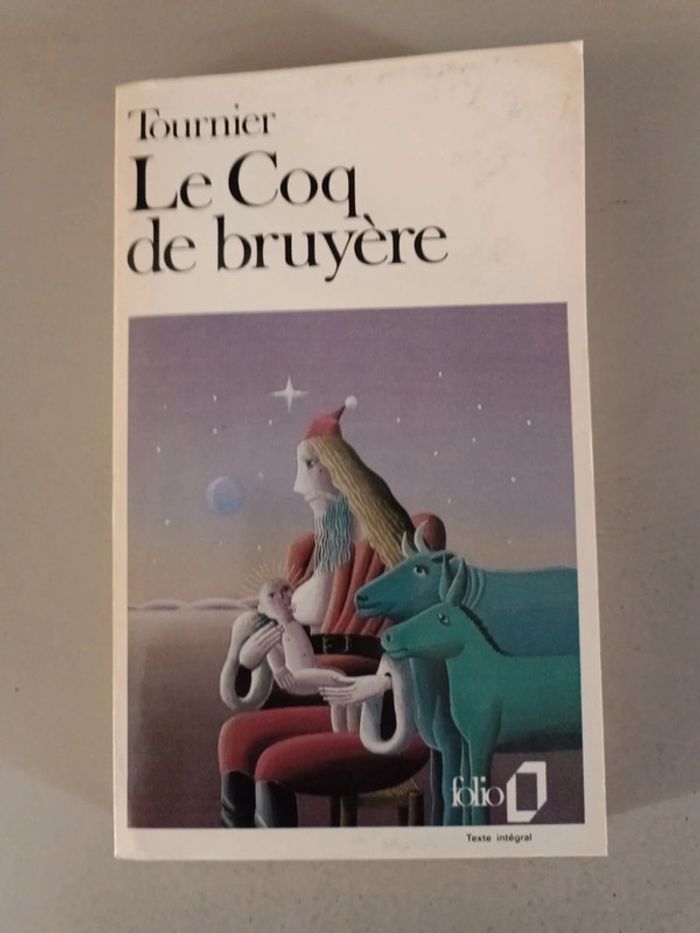 Tournier
Le Coq
de bruyère
folio
Texte intégral